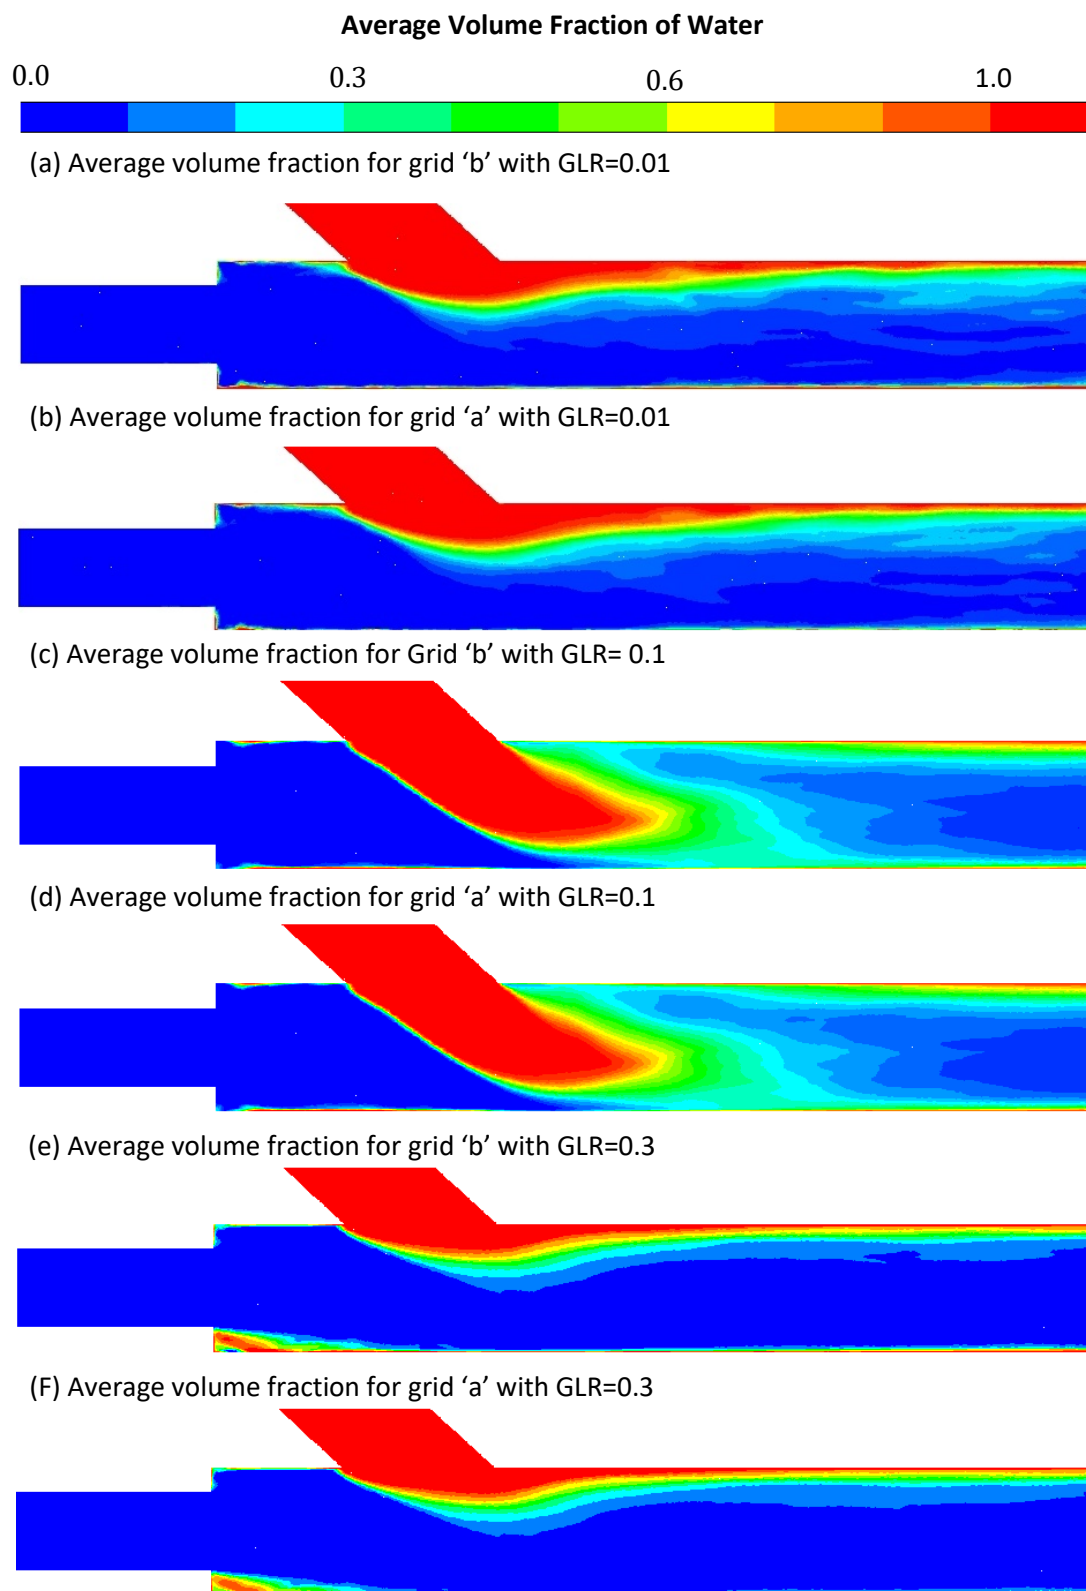 Average Volume Fraction of Water
0.0 0.3 0.6 1.0
(a) Average volume fraction for grid ‘b’ with GLR=0.01
(b) Average volume fraction for grid ‘a’ with GLR=0.01
(c) Average volume fraction for Grid ‘b’ with GLR= 0.1
(d) Average volume fraction for grid ‘a’ with GLR=0.1
(e) Average volume fraction for grid ‘b’ with GLR=0.3
(F) Average volume fraction for grid ‘a’ with GLR=0.3